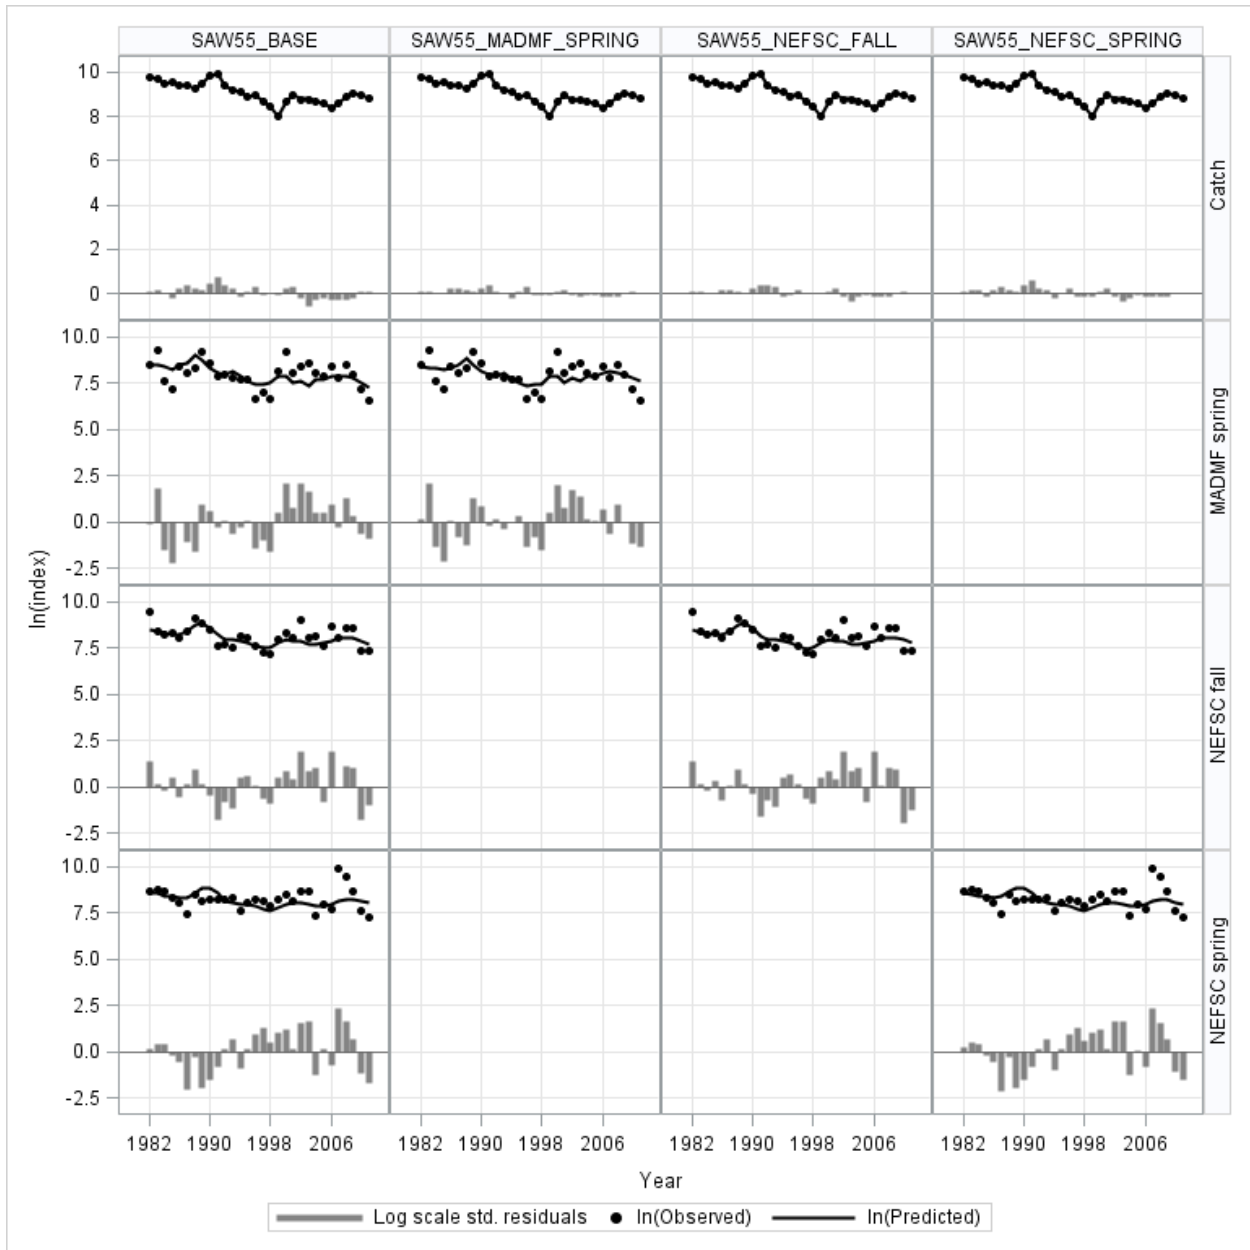 SAW55_BASE SAW55_MADMF_SPRING SAW55_NEFSC_FALL SAW55_NEFSC_SPRING
10
8
6
4
2
0
Catch
10.0
7.5
5.0
2.5
0.0
-2.5
MADMF spring
ln(index)
10.0
7.5
5.0
2.5
0.0
-2.5
NEFSC fall
10.0
7.5
5.0
2.5
0.0
-2.5
NEFSC spring
1982 1990 1998 2006 1982 1990 1998 2006 1982 1990 1998 2006 1982 1990 1998 2006
Year
Log scale std. residuals ln(Observed) ln(Predicted)